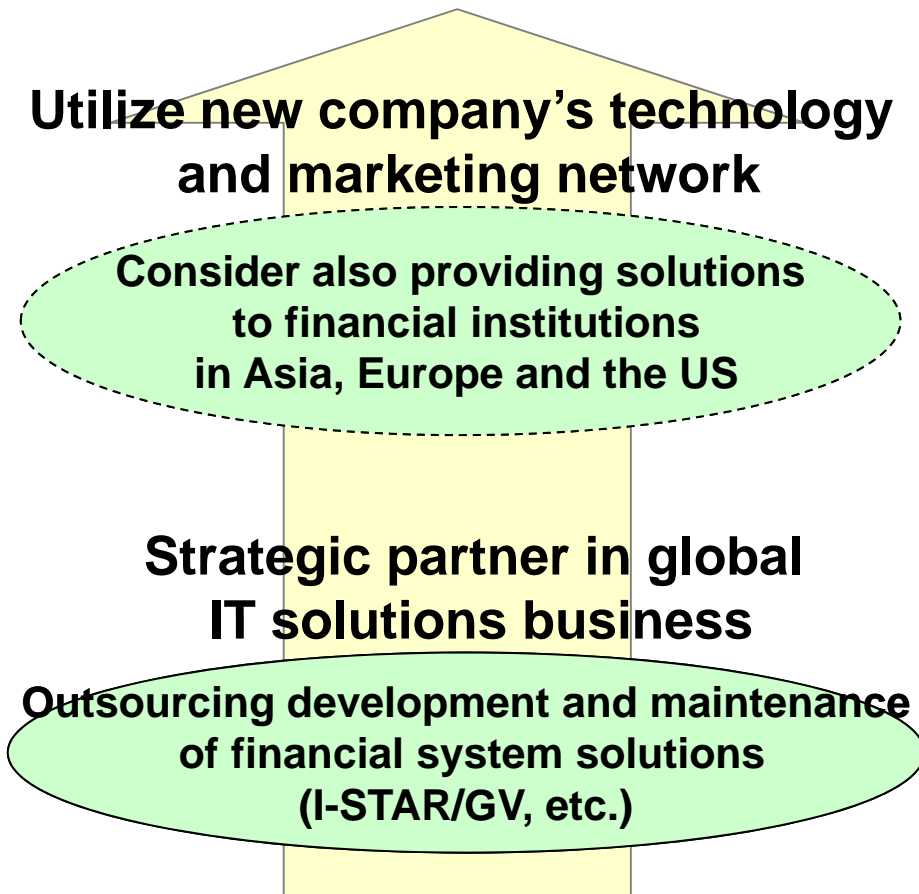 Utilize new company’s technology
and marketing network
Consider also providing solutions
to financial institutions
in Asia, Europe and the US
Strategic partner in global
IT solutions business
Outsourcing development and maintenance
of financial system solutions
(I-STAR/GV, etc.)